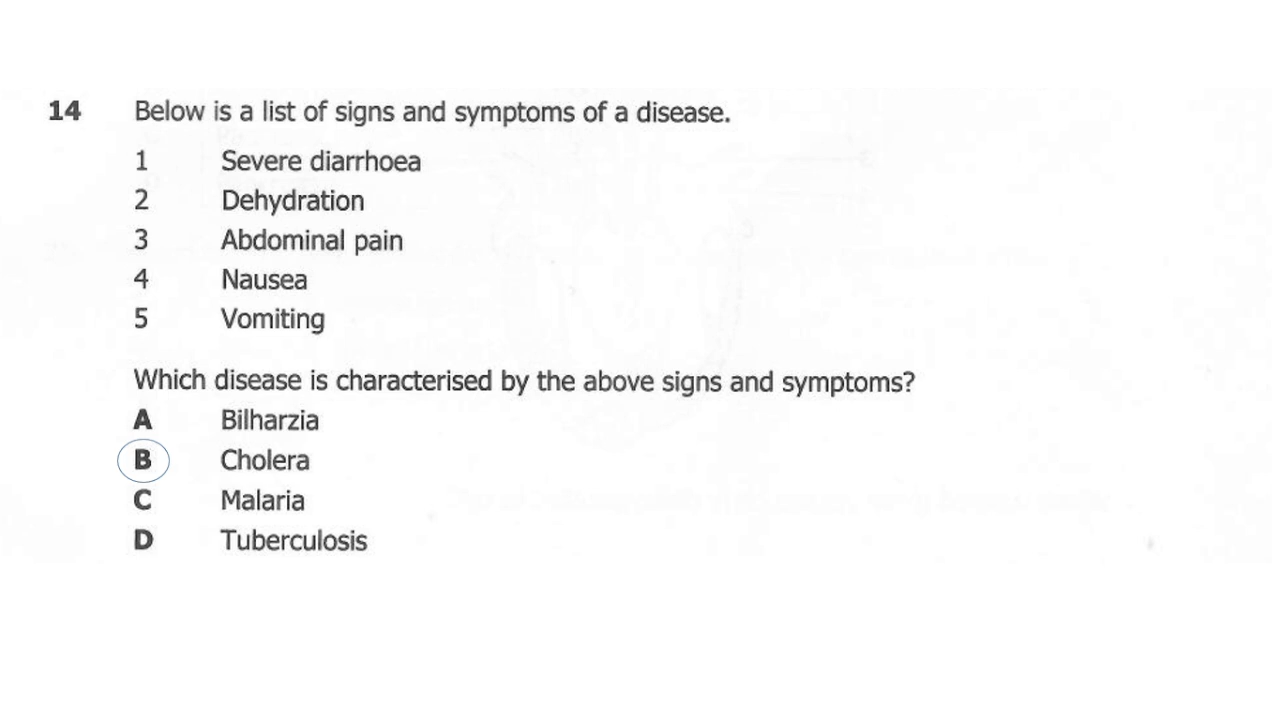 14 Below is a list of signs and symptoms of a disease.
1 Severe diarrhoea
2 Dehydration
3 Abdominal pain
4 Nausea
5 Vomiting
Which disease is characterised by the above signs and symptoms?
A Bilharzia
B Cholera
C Malaria
D Tuberculosis